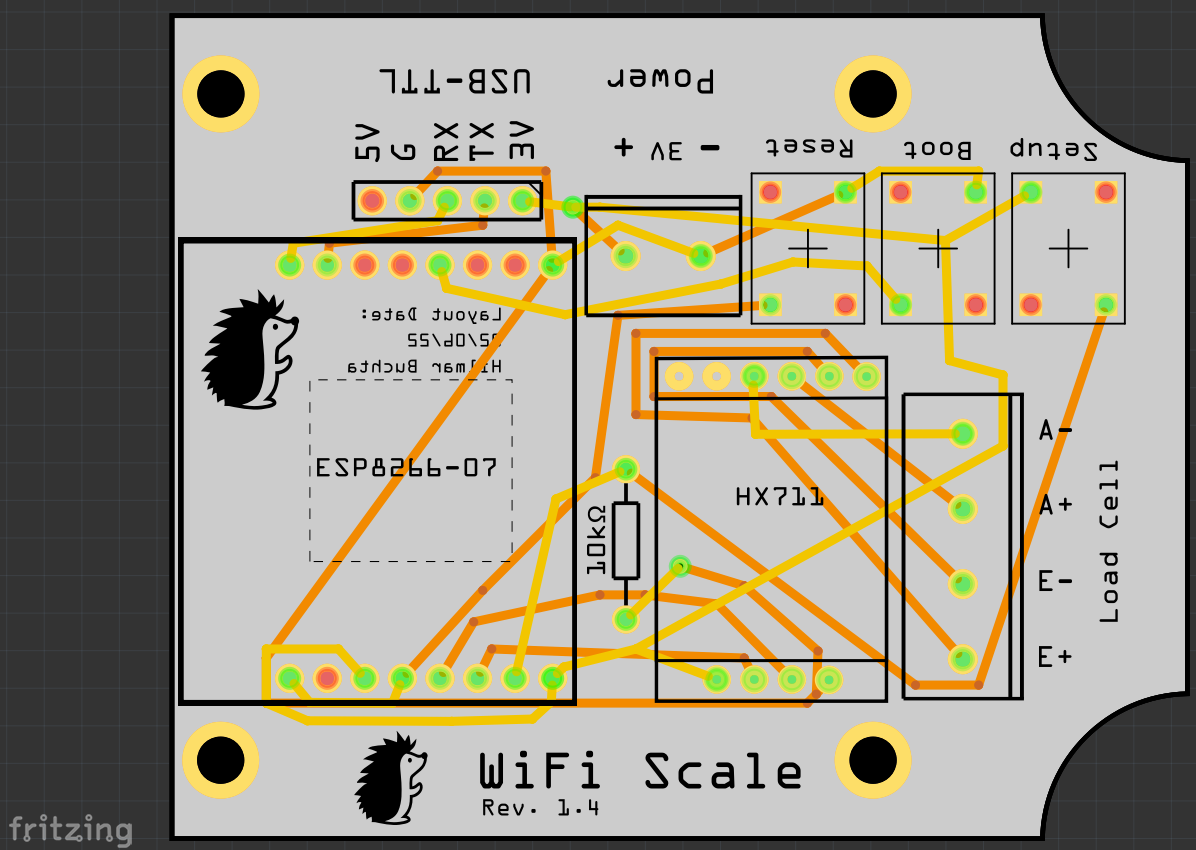 USB-TTL
Power
5V
G
RX
TX
3V
+ 3V -
Reset
Boot
Setup
Layout Date:
02/06/22
Hilmar Buchta
ESP8266-07
10kΩ
HX711
A-
A+
E-
E+
Load Cell
WiFi Scale
Rev. 1.4
fritzing